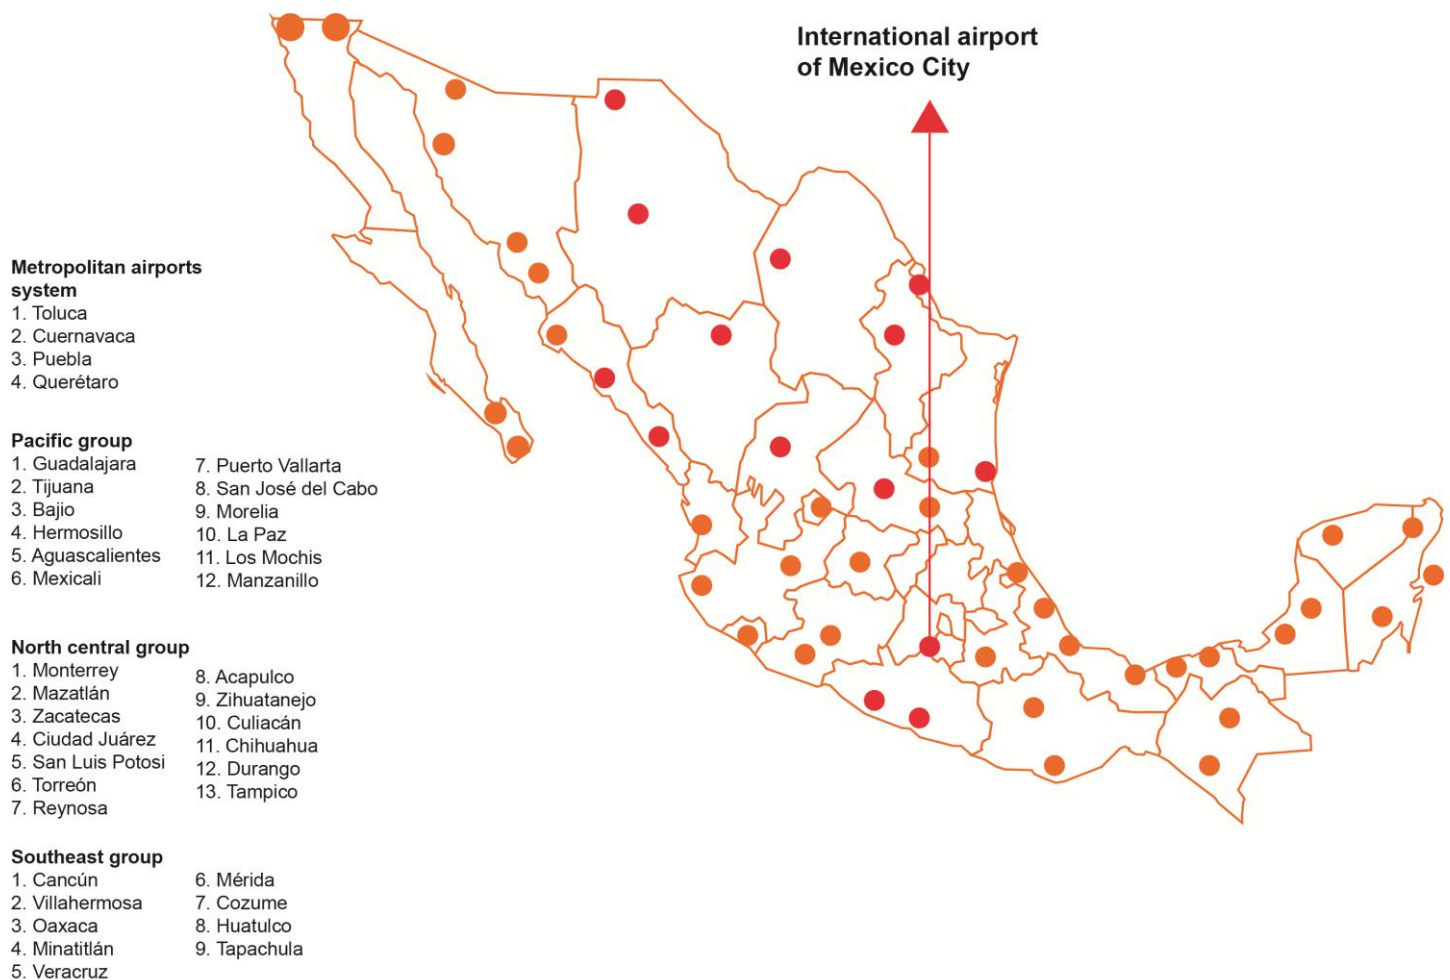 International airport
of Mexico City
Metropolitan airports
system
1. Toluca
2. Cuernavaca
3. Puebla
4. Querétaro
Pacific group
1. Guadalajara
2. Tijuana
3. Bajio
4. Hermosillo
5. Aguascalientes
6. Mexicali
7. Puerto Vallarta
8. San José del Cabo
9. Morelia
10. La Paz
11. Los Mochis
12. Manzanillo
North central group
1. Monterrey
2. Mazatlán
3. Zacatecas
4. Ciudad Juárez
5. San Luis Potosi
6. Torreón
7. Reynosa
8. Acapulco
9. Zihuatanejo
10. Culiacán
11. Chihuahua
12. Durango
13. Tampico
Southeast group
1. Cancún
2. Villahermosa
3. Oaxaca
4. Minatitlán
5. Veracruz
6. Mérida
7. Cozume
8. Huatulco
9. Tapachula